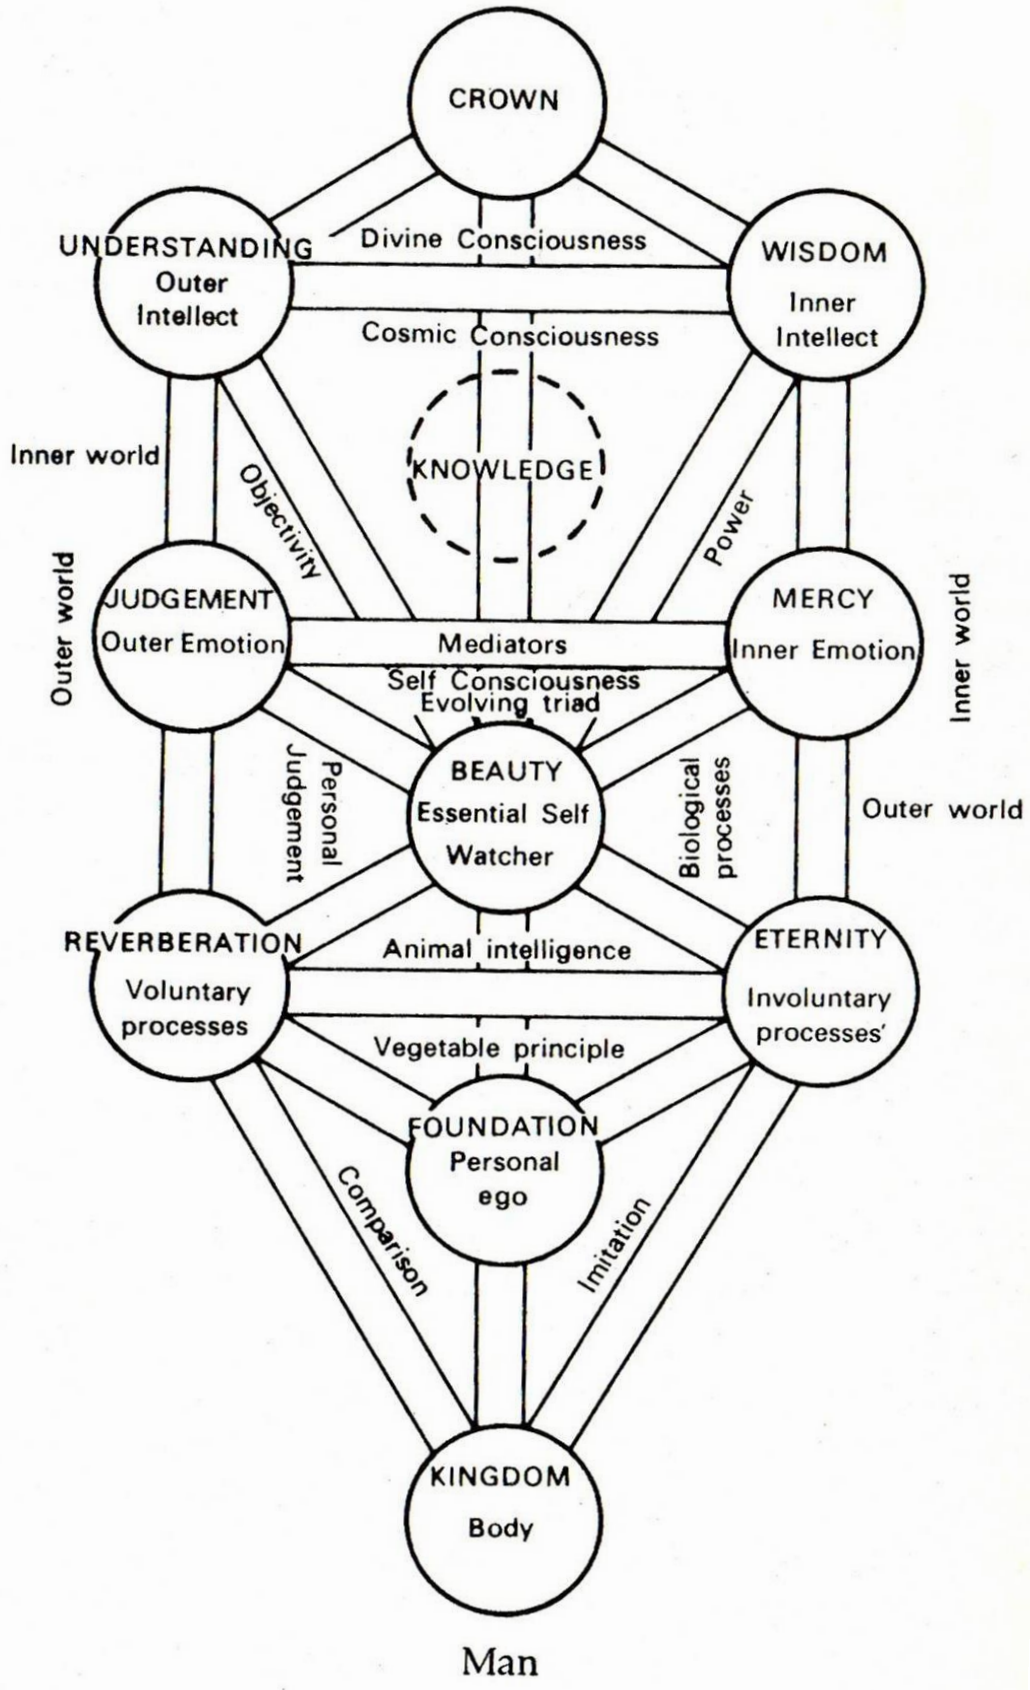 CROWN
Divine Consciousness
UNDERSTANDING
Outer
Intellect
WISDOM
Inner
Intellect
Cosmic Consciousness
Inner world
KNOWLEDGE
Objectivity
Power
Outer world
JUDGEMENT
Outer Emotion
Mediators
MERCY
Inner Emotion
Inner world
Self Consciousness
Evolving triad
Personal
Judgement
BEAUTY
Essential Self
Watcher
Biological
processes
Outer world
REVERBERATION
Voluntary
processes
Animal intelligence
ETERNITY
Involuntary
processes'
Vegetable principle
FOUNDATION
Personal
ego
Comparison
Imitation
KINGDOM
Body
Man